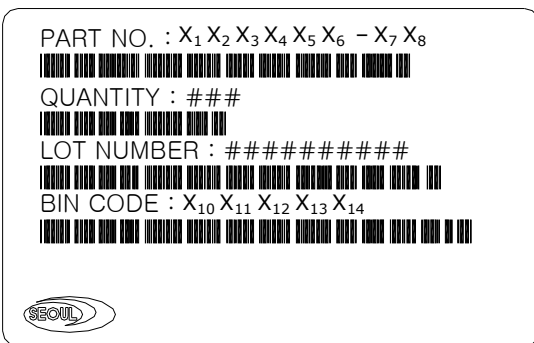 PART NO. : X₁ X₂ X₃ X₄ X₅ X₆ – X₇ X₈
QUANTITY : ###
LOT NUMBER : ##########
BIN CODE : X₁₀ X₁₁ X₁₂ X₁₃ X₁₄
SEOUL